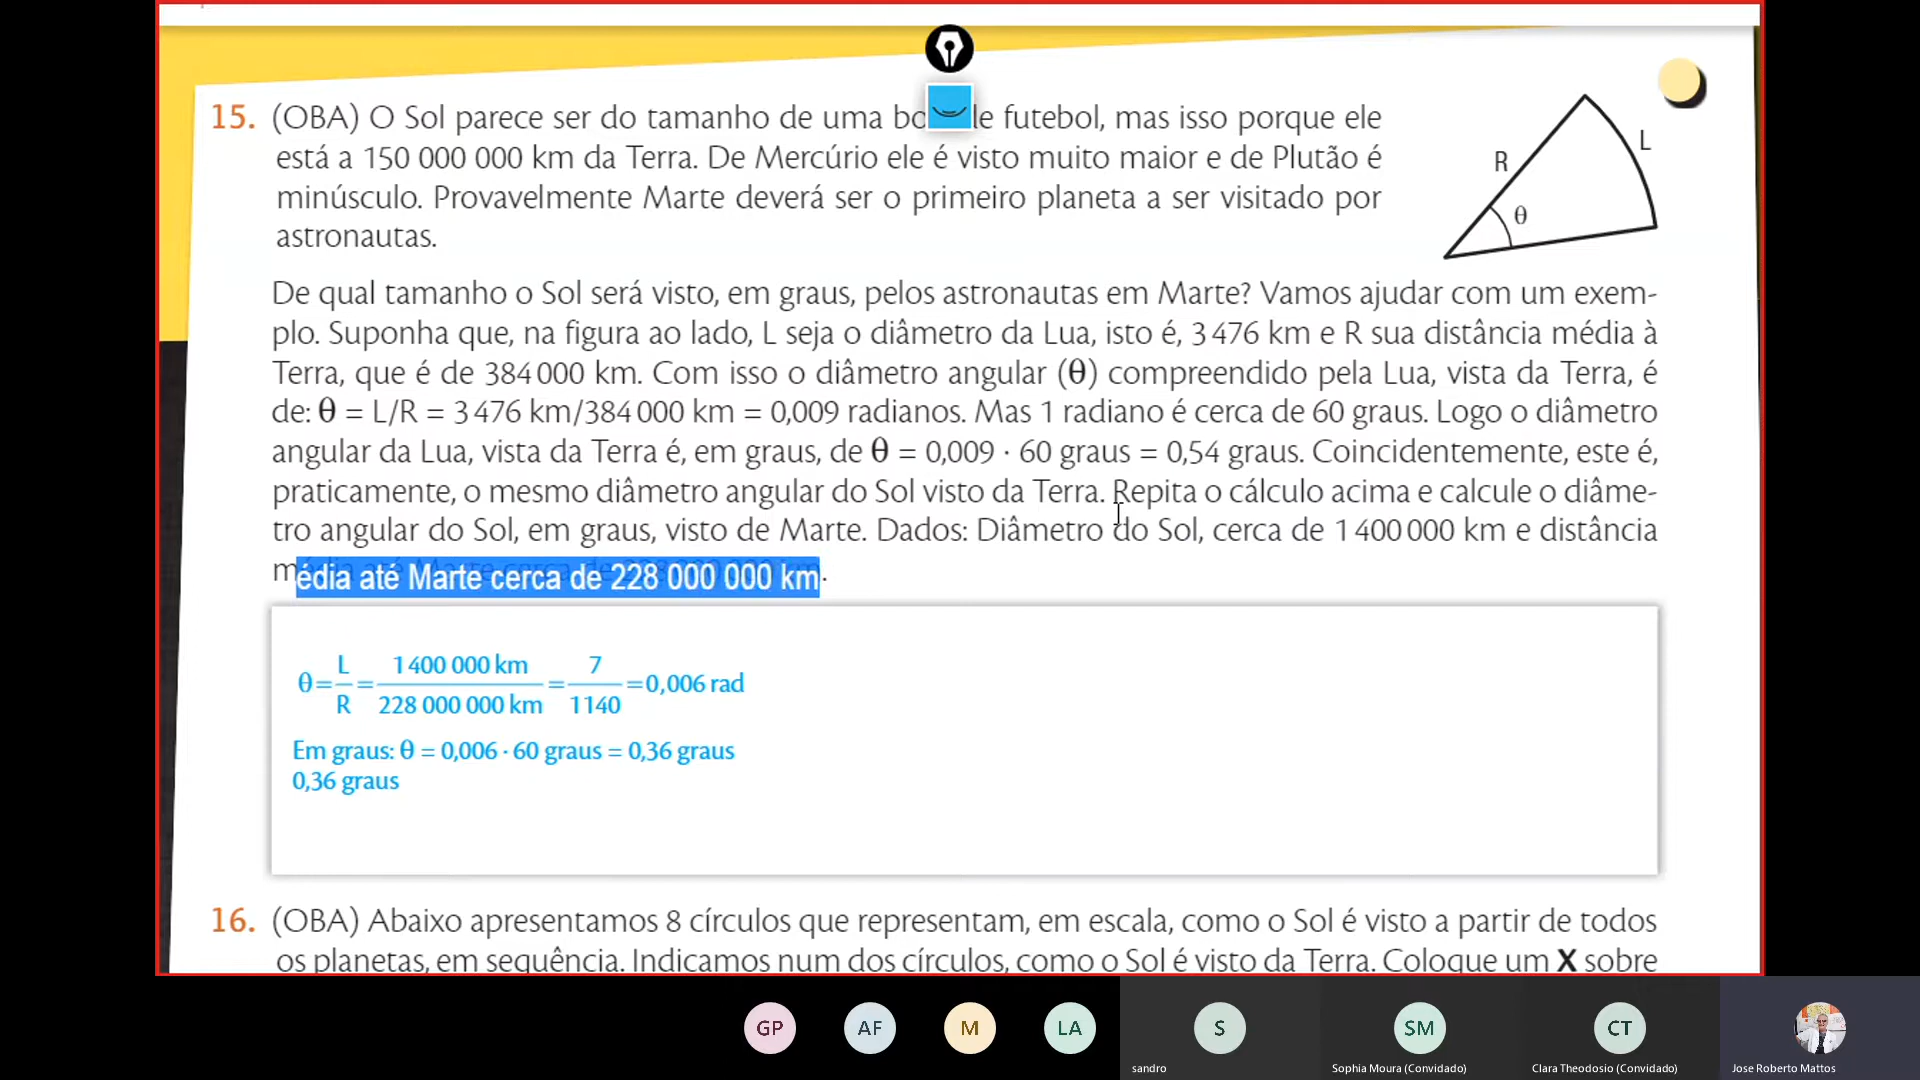 15. (OBA) O Sol parece ser do tamanho de uma bo de futebol, mas isso porque ele
está a 150 000 000 km da Terra. De Mercúrio ele é visto muito maior e de Plutão é
minúsculo. Provavelmente Marte deverá ser o primeiro planeta a ser visitado por
astronautas.
R
L
θ
De qual tamanho o Sol será visto, em graus, pelos astronautas em Marte? Vamos ajudar com um exem-
plo. Suponha que, na figura ao lado, L seja o diâmetro da Lua, isto é, 3 476 km e R sua distância média à
Terra, que é de 384 000 km. Com isso o diâmetro angular (θ) compreendido pela Lua, vista da Terra, é
de: θ = L/R = 3 476 km/384 000 km = 0,009 radianos. Mas 1 radiano é cerca de 60 graus. Logo o diâmetro
angular da Lua, vista da Terra é, em graus, de θ = 0,009 · 60 graus = 0,54 graus. Coincidentemente, este é,
praticamente, o mesmo diâmetro angular do Sol visto da Terra. Repita o cálculo acima e calcule o diâme-
tro angular do Sol, em graus, visto de Marte. Dados: Diâmetro do Sol, cerca de 1 400 000 km e distância
média até Marte cerca de 228 000 000 km.
θ = L/R = 1 400 000 km/228 000 000 km = 7/1140 = 0,006 rad
Em graus: θ = 0,006 · 60 graus = 0,36 graus
0,36 graus
16. (OBA) Abaixo apresentamos 8 círculos que representam, em escala, como o Sol é visto a partir de todos
os planetas, em sequência. Indicamos num dos círculos, como o Sol é visto da Terra. Coloque um X sobre
GP AF M LA S SM CT
sandro Sophia Moura (Convidado) Clara Theodosio (Convidado) Jose Roberto Mattos